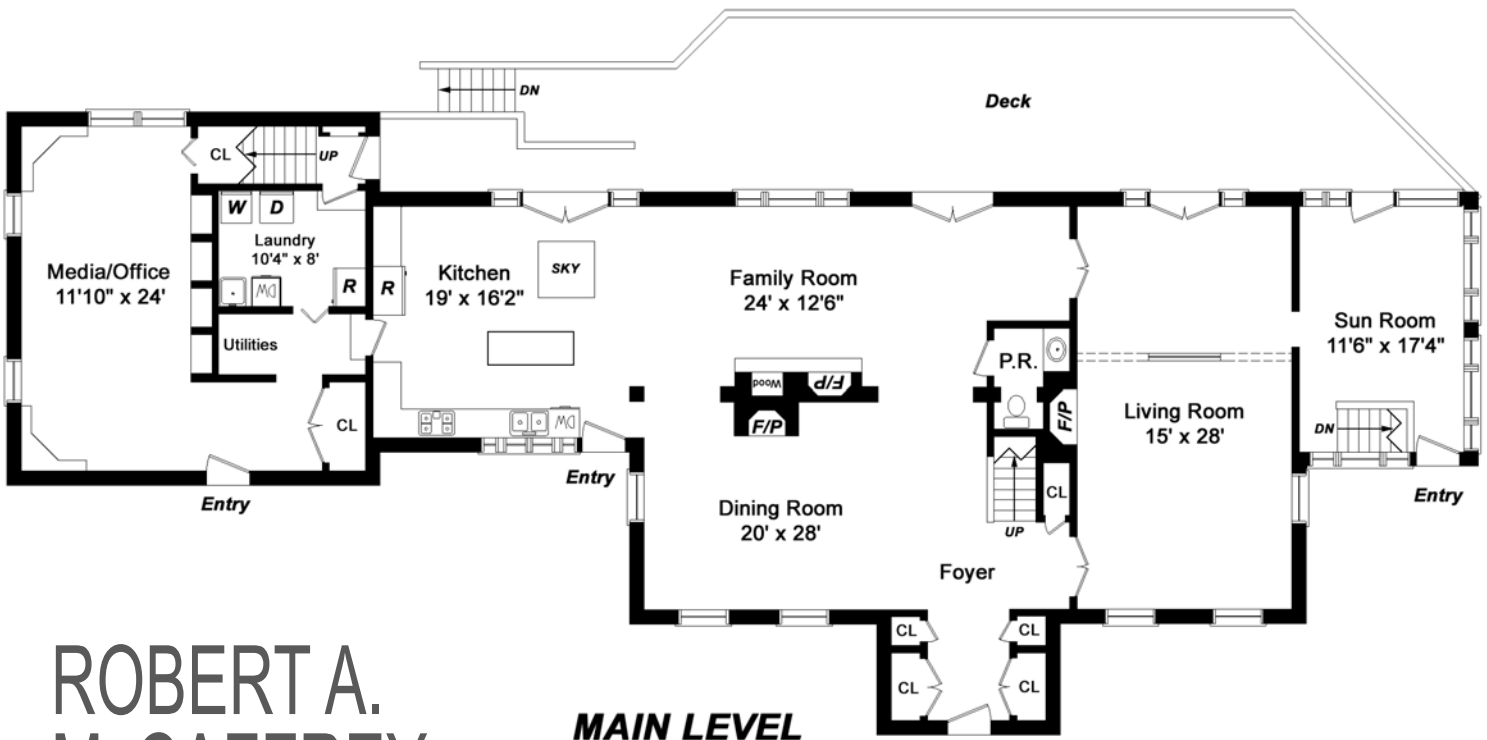 Deck
DN
CL
UP
W
D
Laundry
10'4" x 8'
DW
R
R
Media/Office
11'10" x 24'
Utilities
CL
Kitchen
19' x 16'2"
SKY
DW
Family Room
24' x 12'6"
Wood
F/P
F/P
P.R.
F/P
Sun Room
11'6" x 17'4"
DN
Living Room
15' x 28'
Entry
Entry
Entry
Dining Room
20' x 28'
CL
UP
Foyer
CL
CL
CL
CL
ROBERT A.
MAIN LEVEL